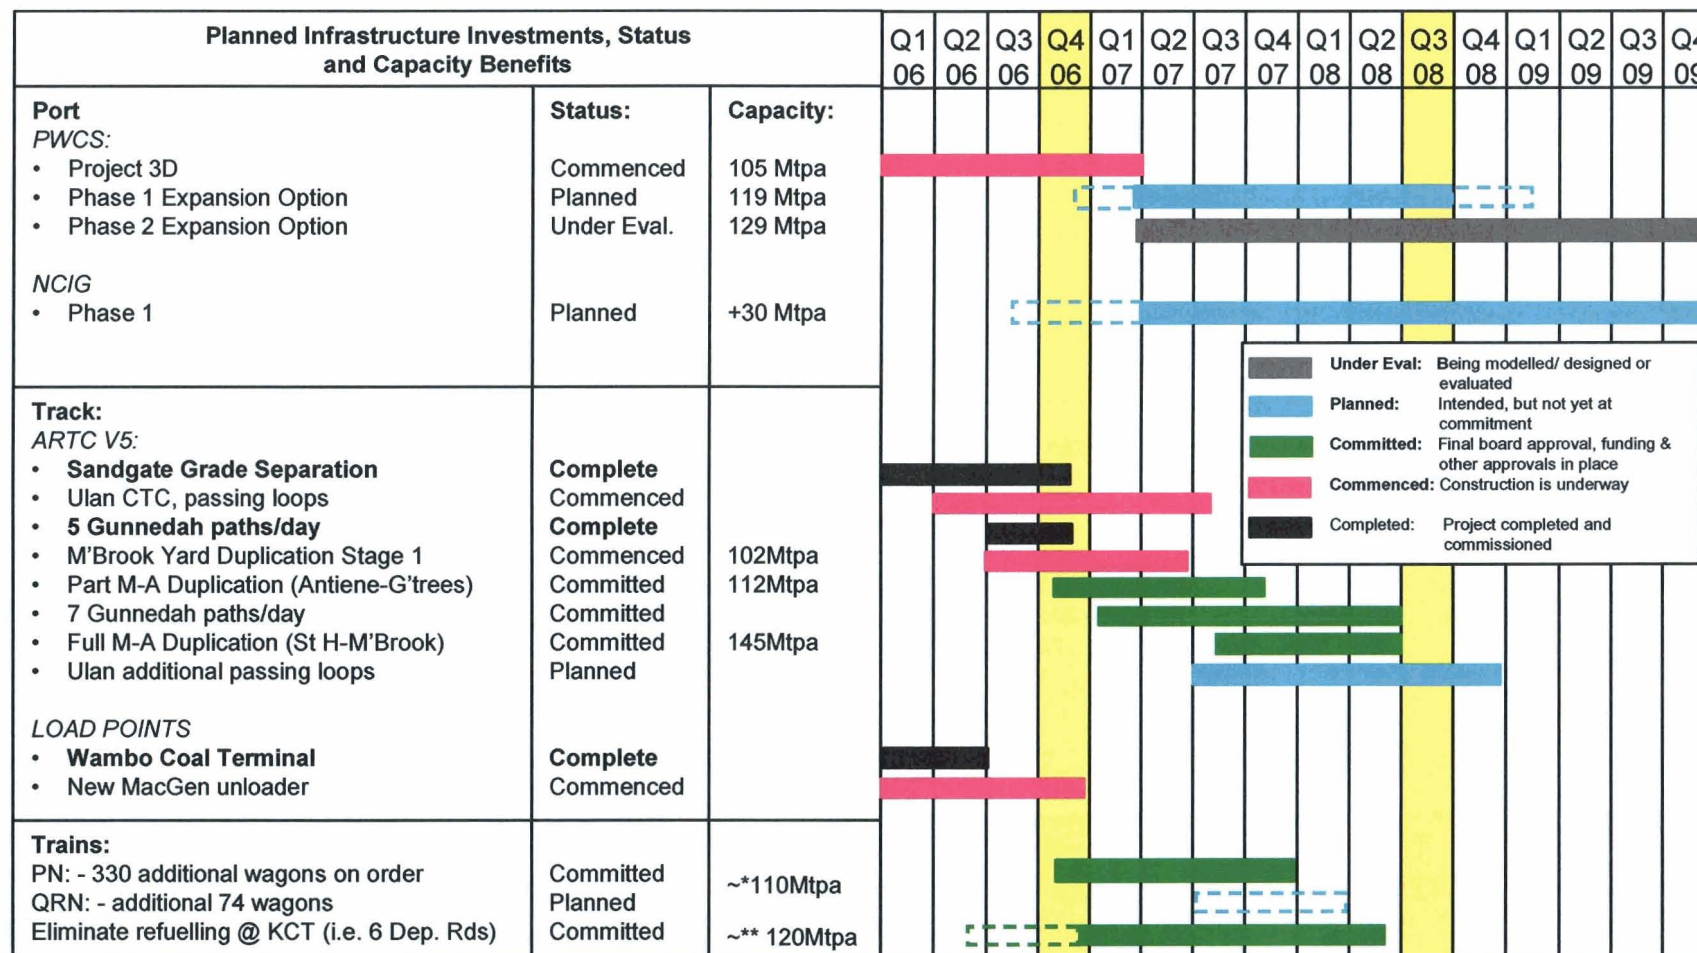 Planned Infrastructure Investments, Status
and Capacity Benefits
Q1 Q2 Q3 Q4 Q1 Q2 Q3 Q4 Q1 Q2 Q3 Q4 Q1 Q2 Q3 Q4
06 06 06 06 07 07 07 07 08 08 08 08 09 09 09 09
Port Status: Capacity:
PWCS:
• Project 3D Commenced 105 Mtpa
• Phase 1 Expansion Option Planned 119 Mtpa
• Phase 2 Expansion Option Under Eval. 129 Mtpa
NCIG
• Phase 1 Planned +30 Mtpa
Under Eval: Being modelled/ designed or
evaluated
Planned: Intended, but not yet at
commitment
Committed: Final board approval, funding &
other approvals in place
Commenced: Construction is underway
Completed: Project completed and
commissioned
Track:
ARTC V5:
• Sandgate Grade Separation Complete
• Ulan CTC, passing loops Commenced
• 5 Gunnedah paths/day Complete
• M'Brook Yard Duplication Stage 1 Commenced 102Mtpa
• Part M-A Duplication (Antiene-G'trees) Committed 112Mtpa
• 7 Gunnedah paths/day Committed
• Full M-A Duplication (St H-M'Brook) Committed 145Mtpa
• Ulan additional passing loops Planned
LOAD POINTS
• Wambo Coal Terminal Complete
• New MacGen unloader Commenced
Trains:
PN: - 330 additional wagons on order Committed ~*110Mtpa
QRN: - additional 74 wagons Planned
Eliminate refuelling @ KCT (i.e. 6 Dep. Rds) Committed ~** 120Mtpa